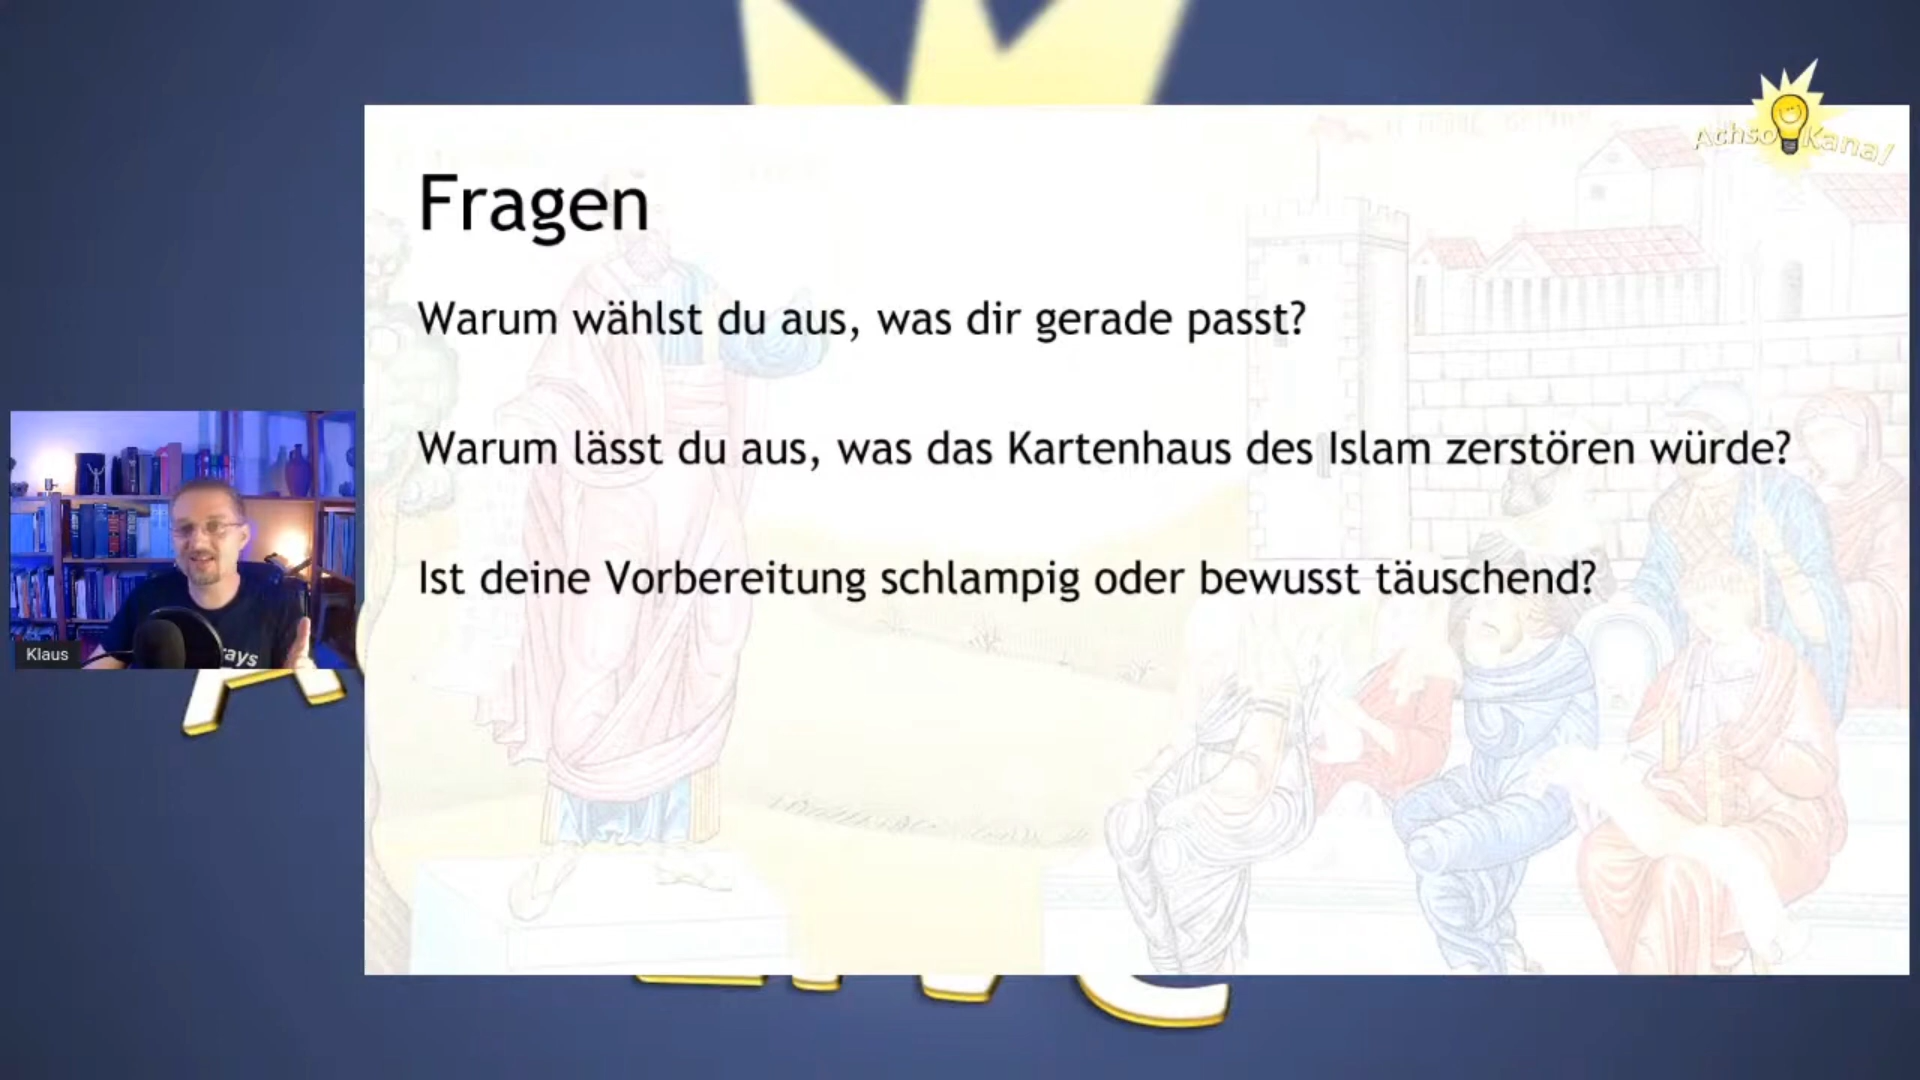 Achso Kanal
Fragen
Warum wählst du aus, was dir gerade passt?
Warum lässt du aus, was das Kartenhaus des Islam zerstören würde?
Ist deine Vorbereitung schlampig oder bewusst täuschend?
Klaus
ays